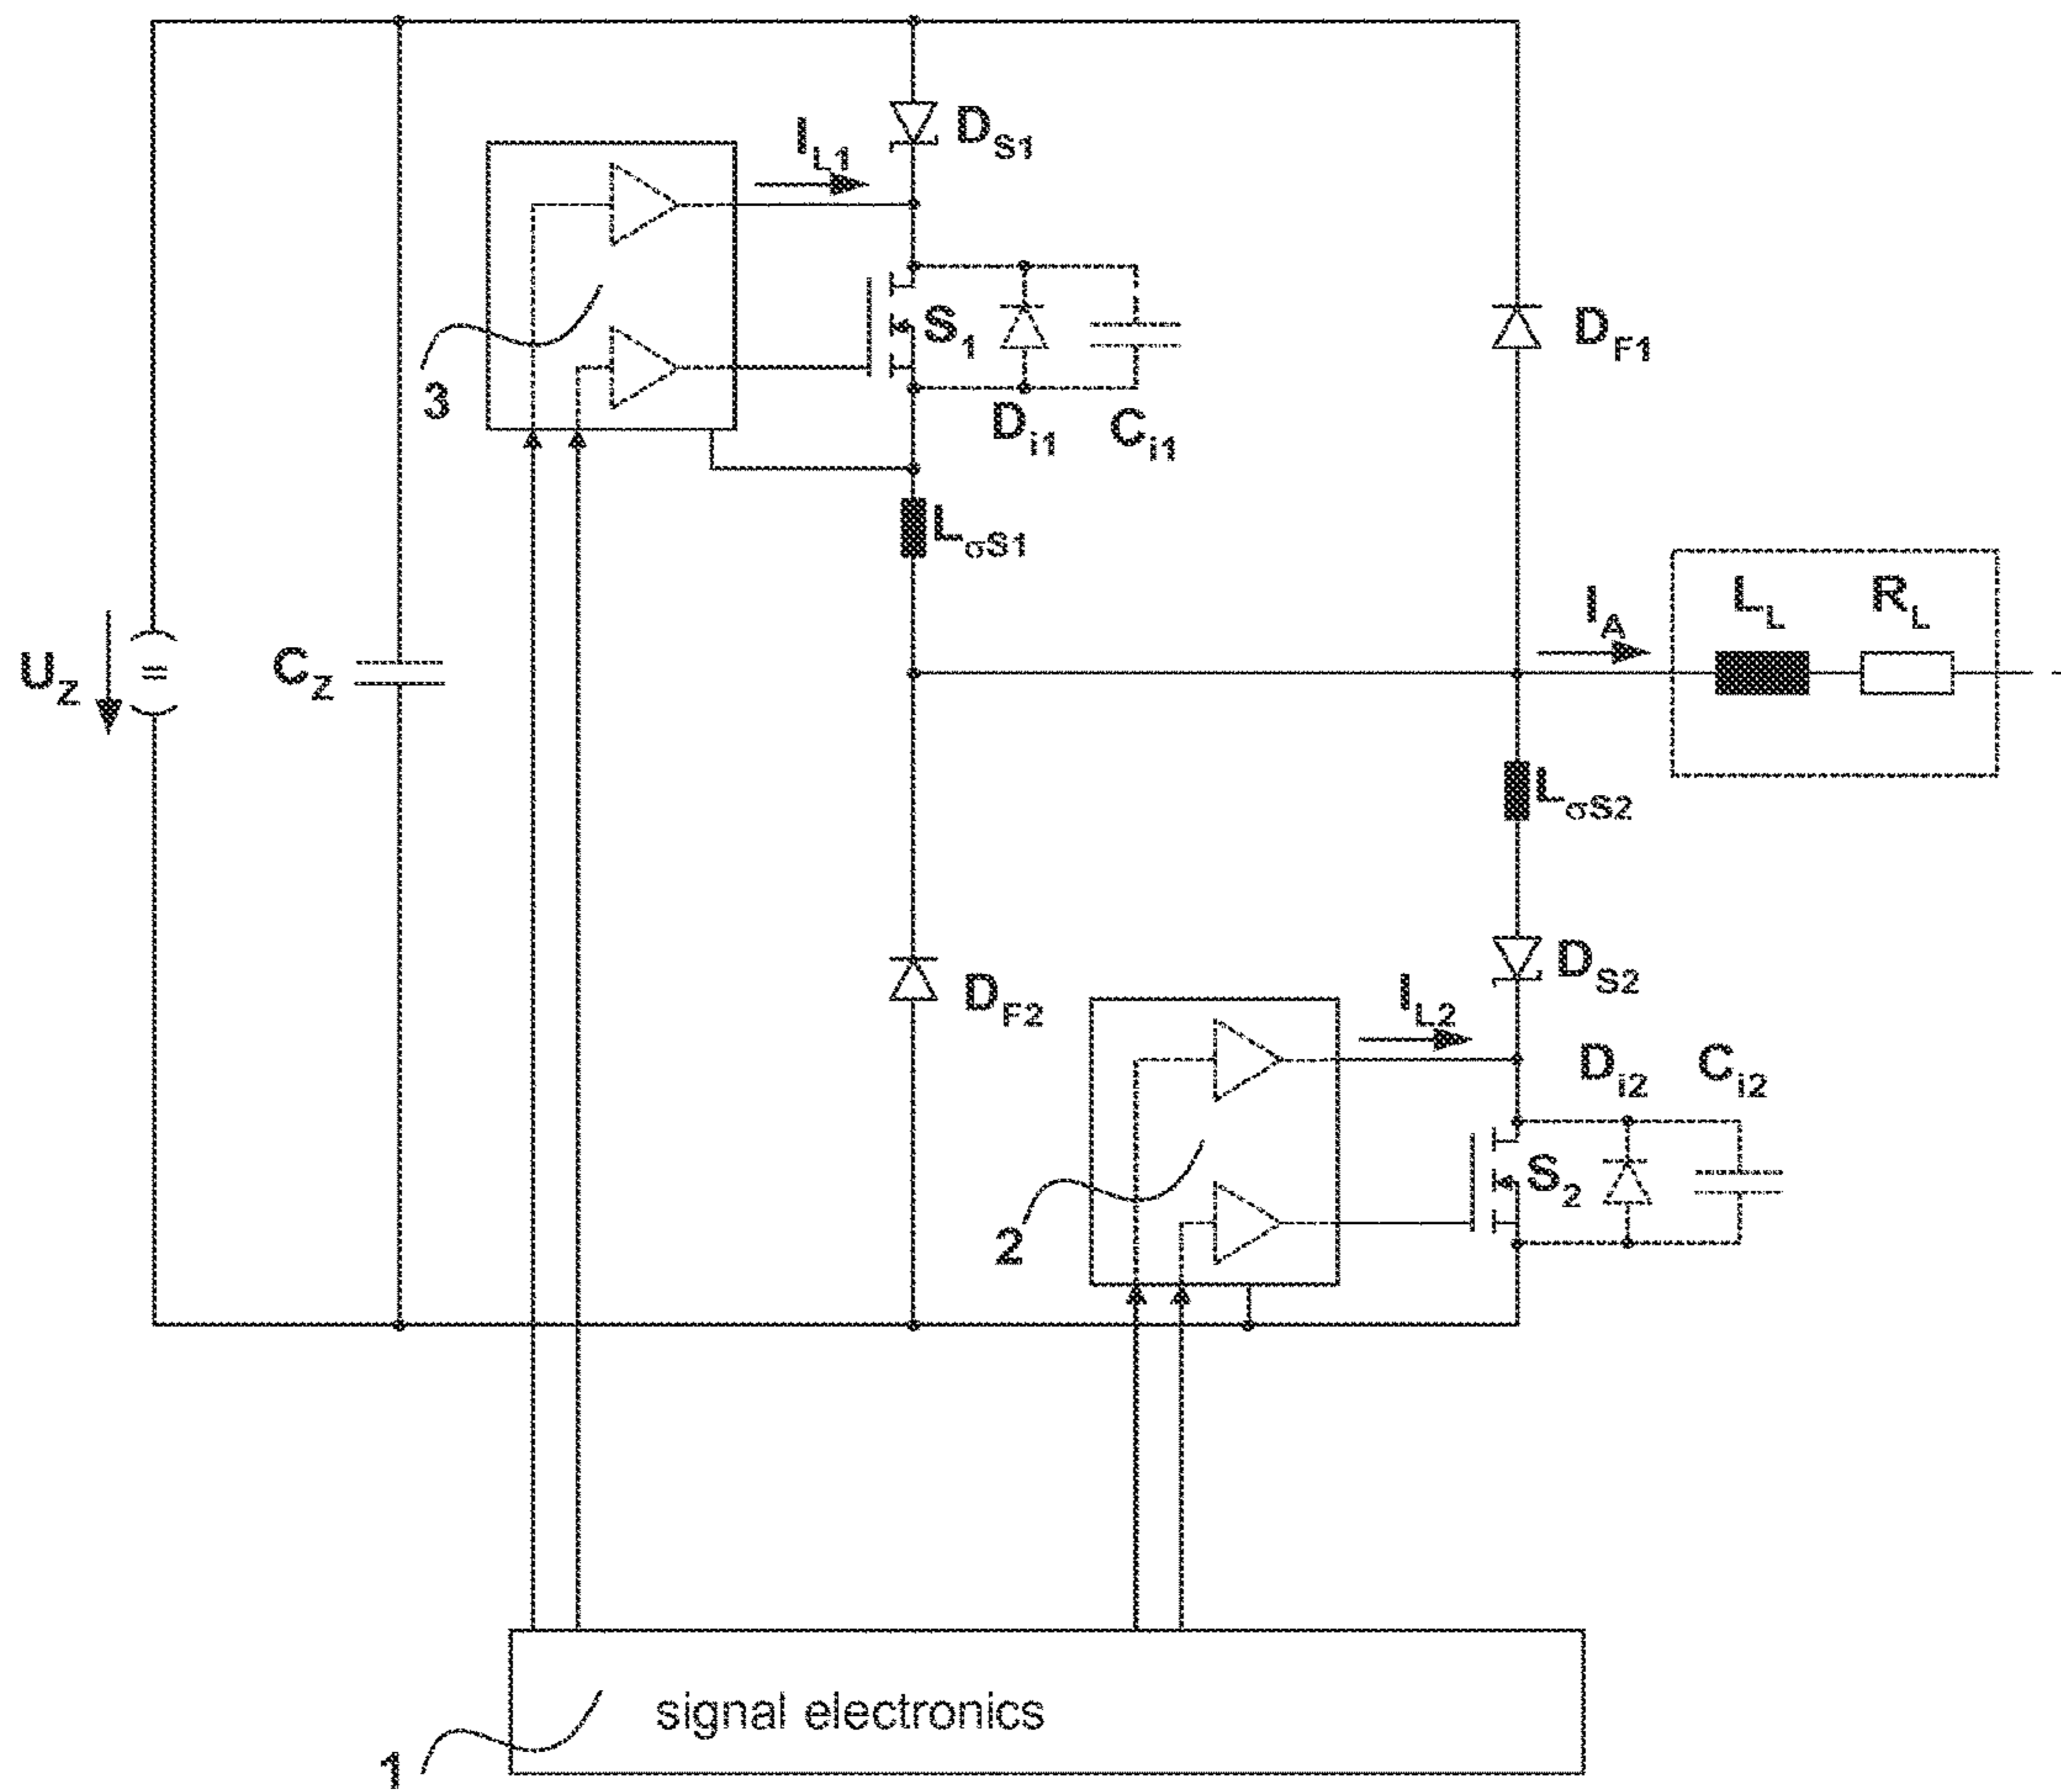 D_S1
I_L1
S_1
D_F1
3
D_i1
C_i1
L_σS1
L_L
R_L
I_A
U_Z
=
C_Z
L_σS2
D_S2
D_F2
I_L2
D_i2
C_i2
S_2
2
signal electronics
1